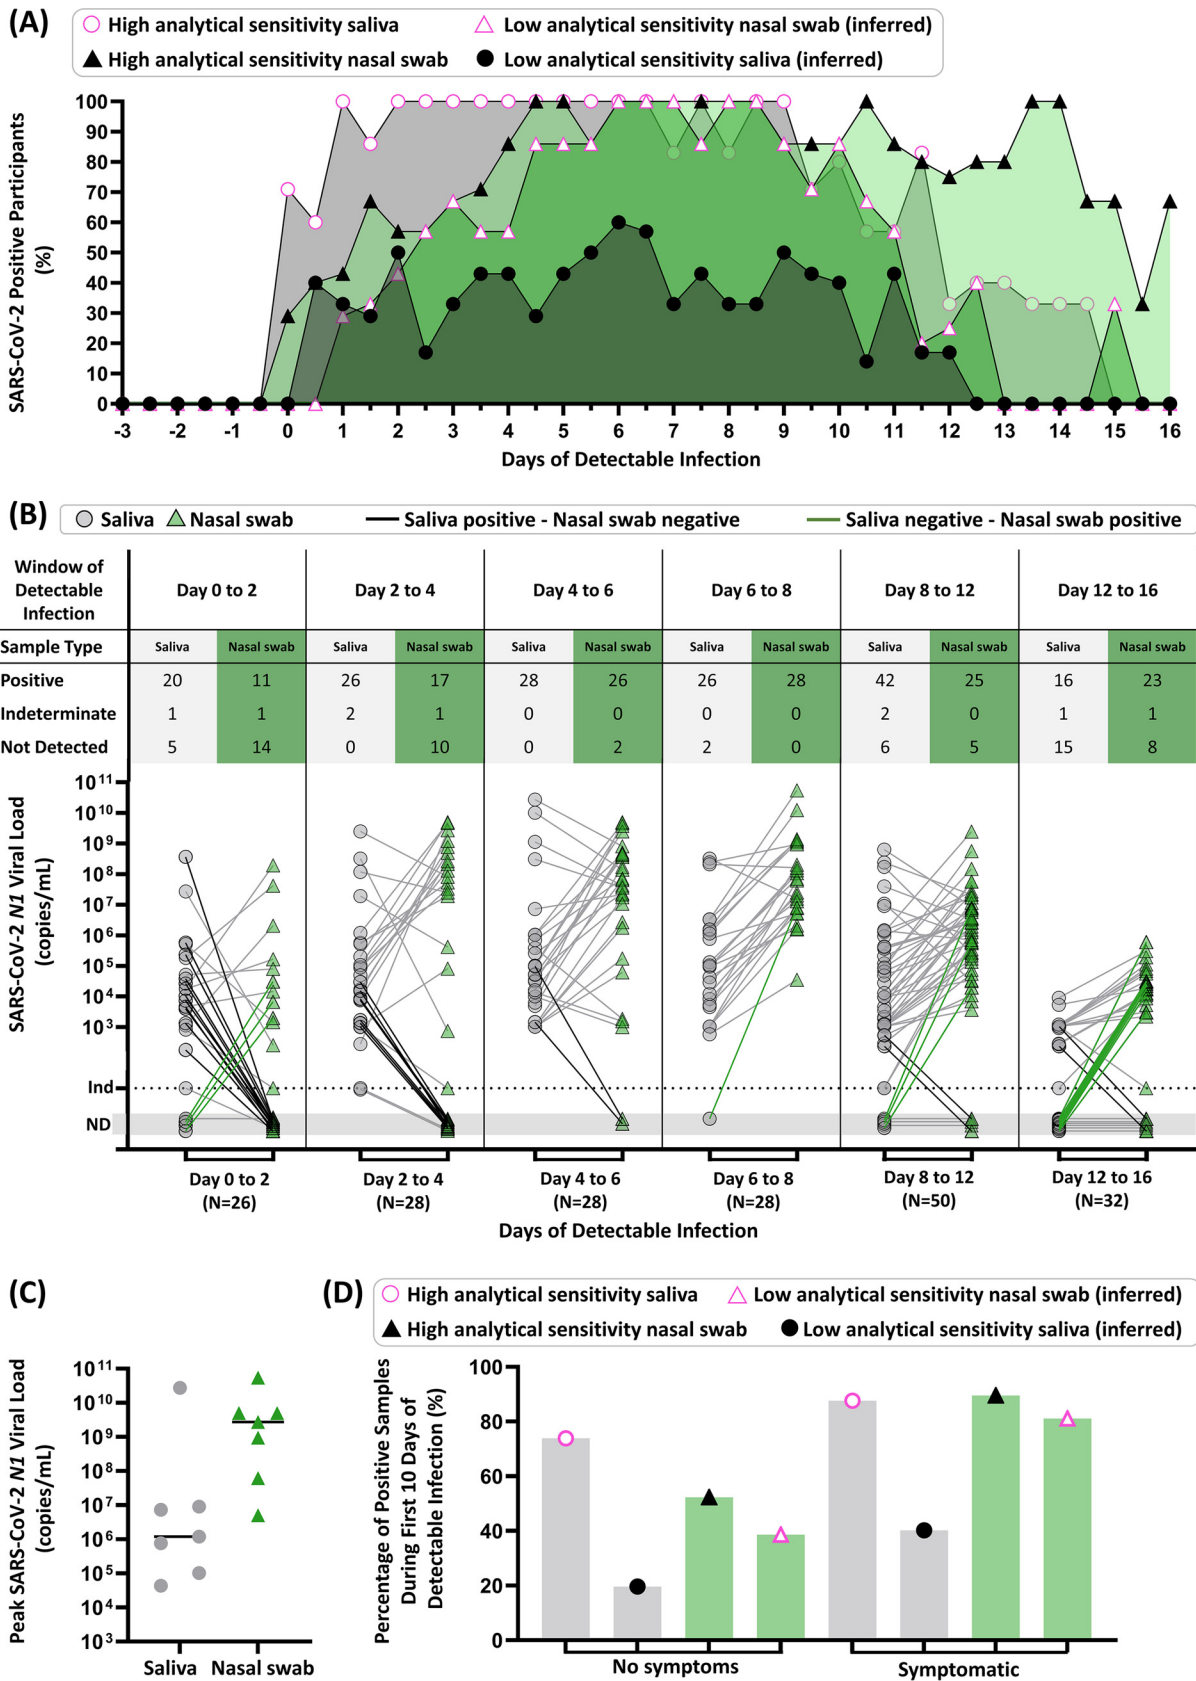 (A)
High analytical sensitivity saliva
Low analytical sensitivity nasal swab (inferred)
High analytical sensitivity nasal swab
Low analytical sensitivity saliva (inferred)
SARS-CoV-2 Positive Participants
(%)
100
90
80
70
60
50
40
30
20
10
0
-3 -2 -1 0 1 2 3 4 5 6 7 8 9 10 11 12 13 14 15 16
Days of Detectable Infection
(B)
Saliva Nasal swab Saliva positive - Nasal swab negative Saliva negative - Nasal swab positive
Window of
Detectable
Infection
Day 0 to 2 Day 2 to 4 Day 4 to 6 Day 6 to 8 Day 8 to 12 Day 12 to 16
Sample Type Saliva Nasal swab Saliva Nasal swab Saliva Nasal swab Saliva Nasal swab Saliva Nasal swab Saliva Nasal swab
Positive 20 11 26 17 28 26 26 28 42 25 16 23
Indeterminate 1 1 2 1 0 0 0 0 2 0 1 1
Not Detected 5 14 0 10 0 2 2 0 6 5 15 8
SARS-CoV-2 N1 Viral Load
(copies/mL)
10¹¹
10¹⁰
10⁹
10⁸
10⁷
10⁶
10⁵
10⁴
10³
Ind
ND
Day 0 to 2 Day 2 to 4 Day 4 to 6 Day 6 to 8 Day 8 to 12 Day 12 to 16
(N=26) (N=28) (N=28) (N=28) (N=50) (N=32)
Days of Detectable Infection
(C)
Peak SARS-CoV-2 N1 Viral Load
(copies/mL)
10¹¹
10¹⁰
10⁹
10⁸
10⁷
10⁶
10⁵
10⁴
10³
Saliva Nasal swab
(D)
High analytical sensitivity saliva
Low analytical sensitivity nasal swab (inferred)
High analytical sensitivity nasal swab
Low analytical sensitivity saliva (inferred)
Percentage of Positive Samples
During First 10 Days of
Detectable Infection (%)
100
80
60
40
20
0
No symptoms Symptomatic